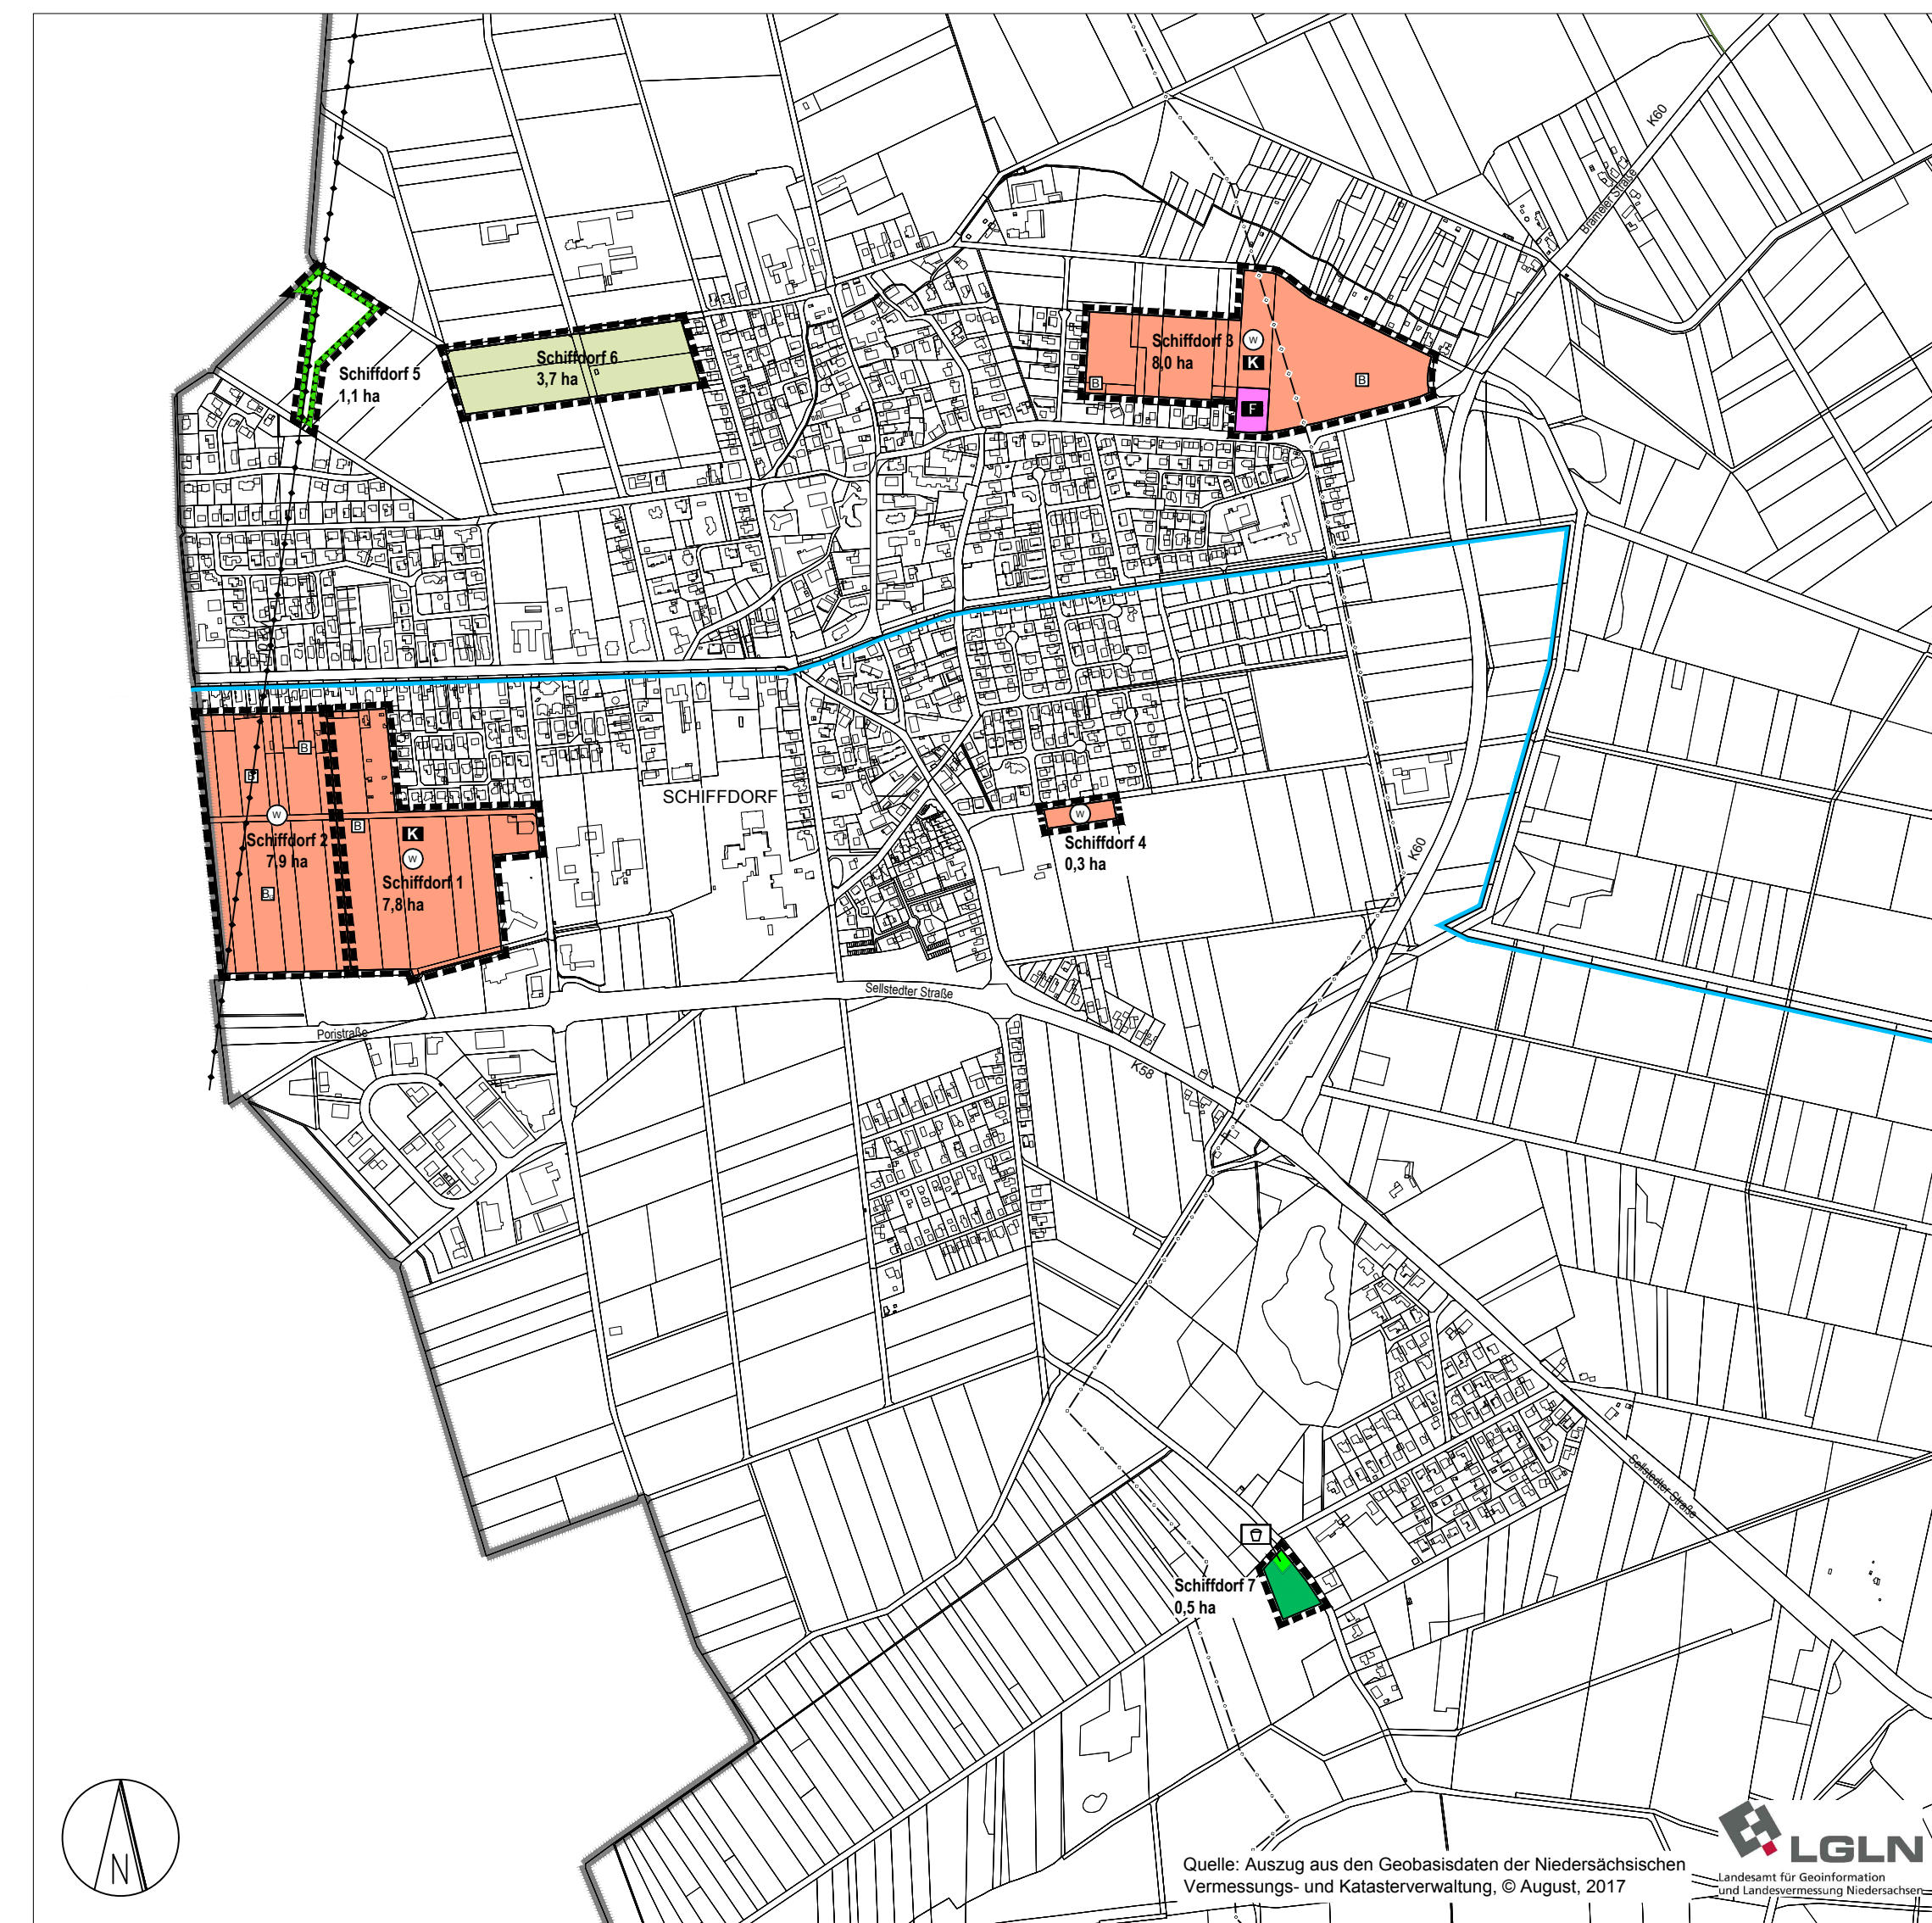 K60
Brameler Straße
Schiffdorf 3
8,0 ha
W
K
B
B
F
Schiffdorf 6
3,7 ha
Schiffdorf 5
1,1 ha
B
B
W
Schiffdorf 2
7,9 ha
B
B
K
W
Schiffdorf 1
7,8 ha
SCHIFFDORF
W
Schiffdorf 4
0,3 ha
K60
Sellstedter Straße
Poristraße
K58
Sellstedter Straße
Schiffdorf 7
0,5 ha
N
Quelle: Auszug aus den Geobasisdaten der Niedersächsischen
Vermessungs- und Katasterverwaltung, © August, 2017
LGLN
Landesamt für Geoinformation
und Landesvermessung Niedersachsen